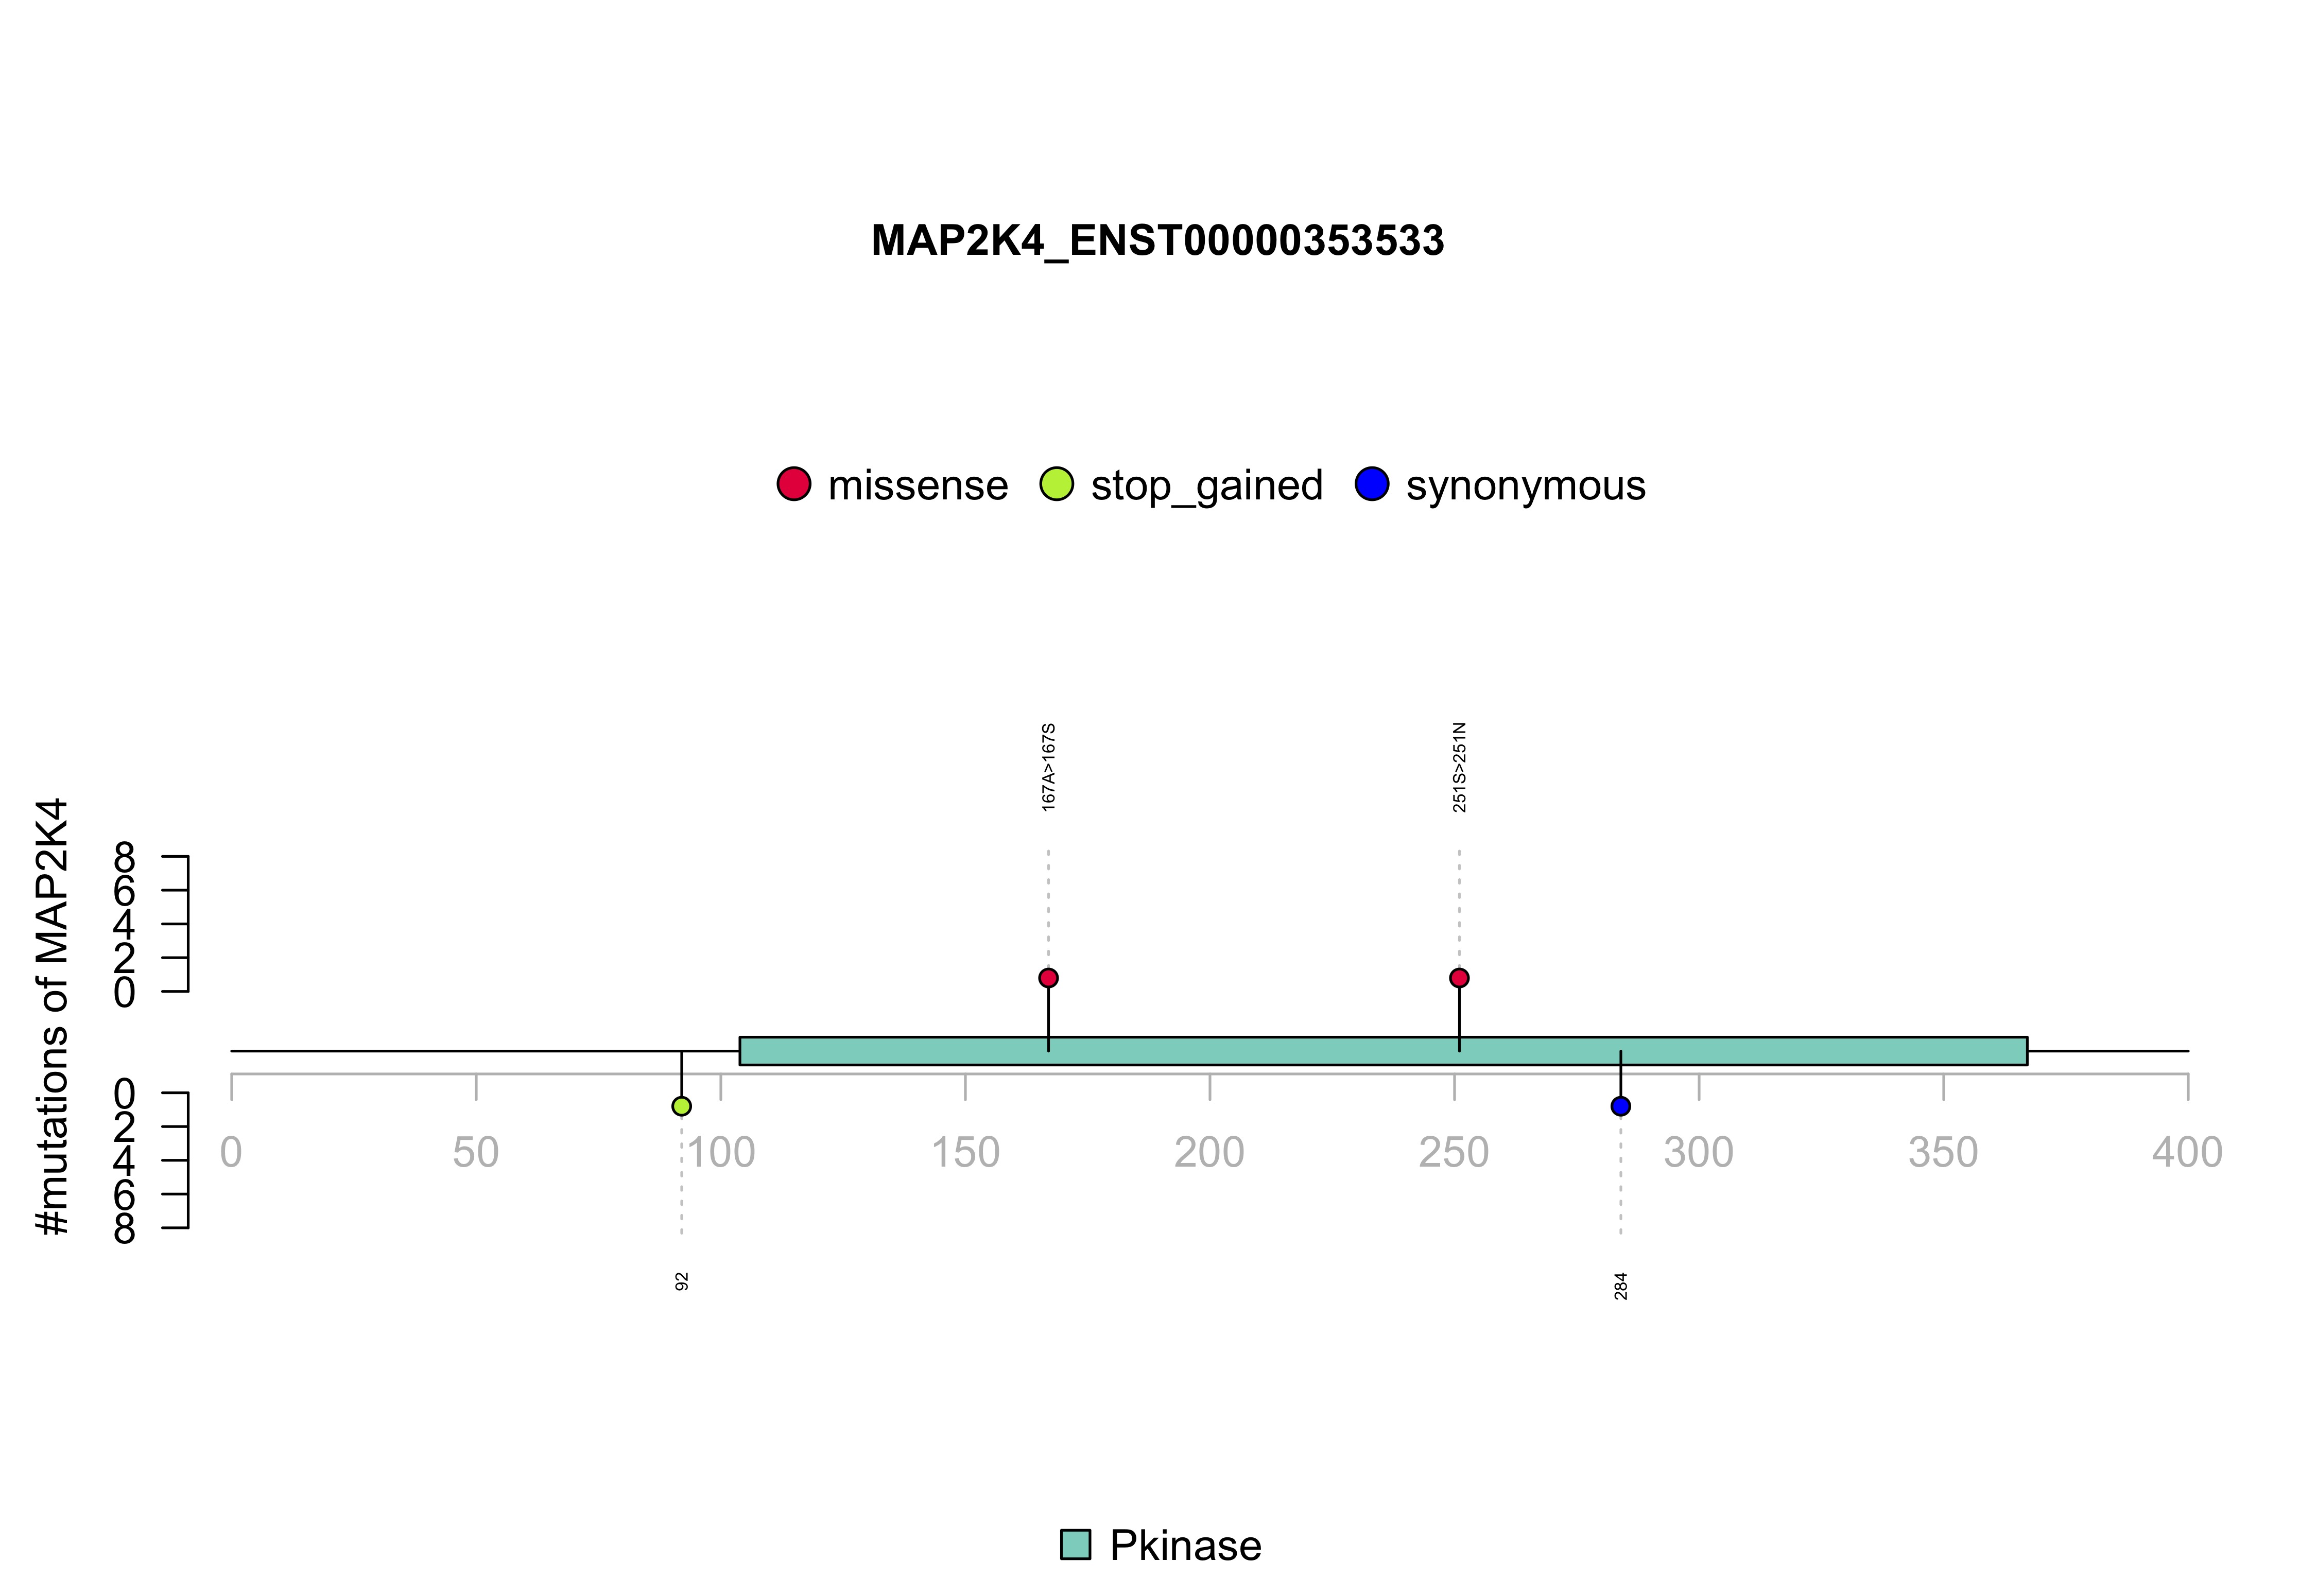 MAP2K4_ENST00000353533
missense stop_gained synonymous
167A>167S
251S>251N
#mutations of MAP2K4
8
6
4
2
0
0
2
4
6
8
0 50 100 150 200 250 300 350 400
92
284
Pkinase